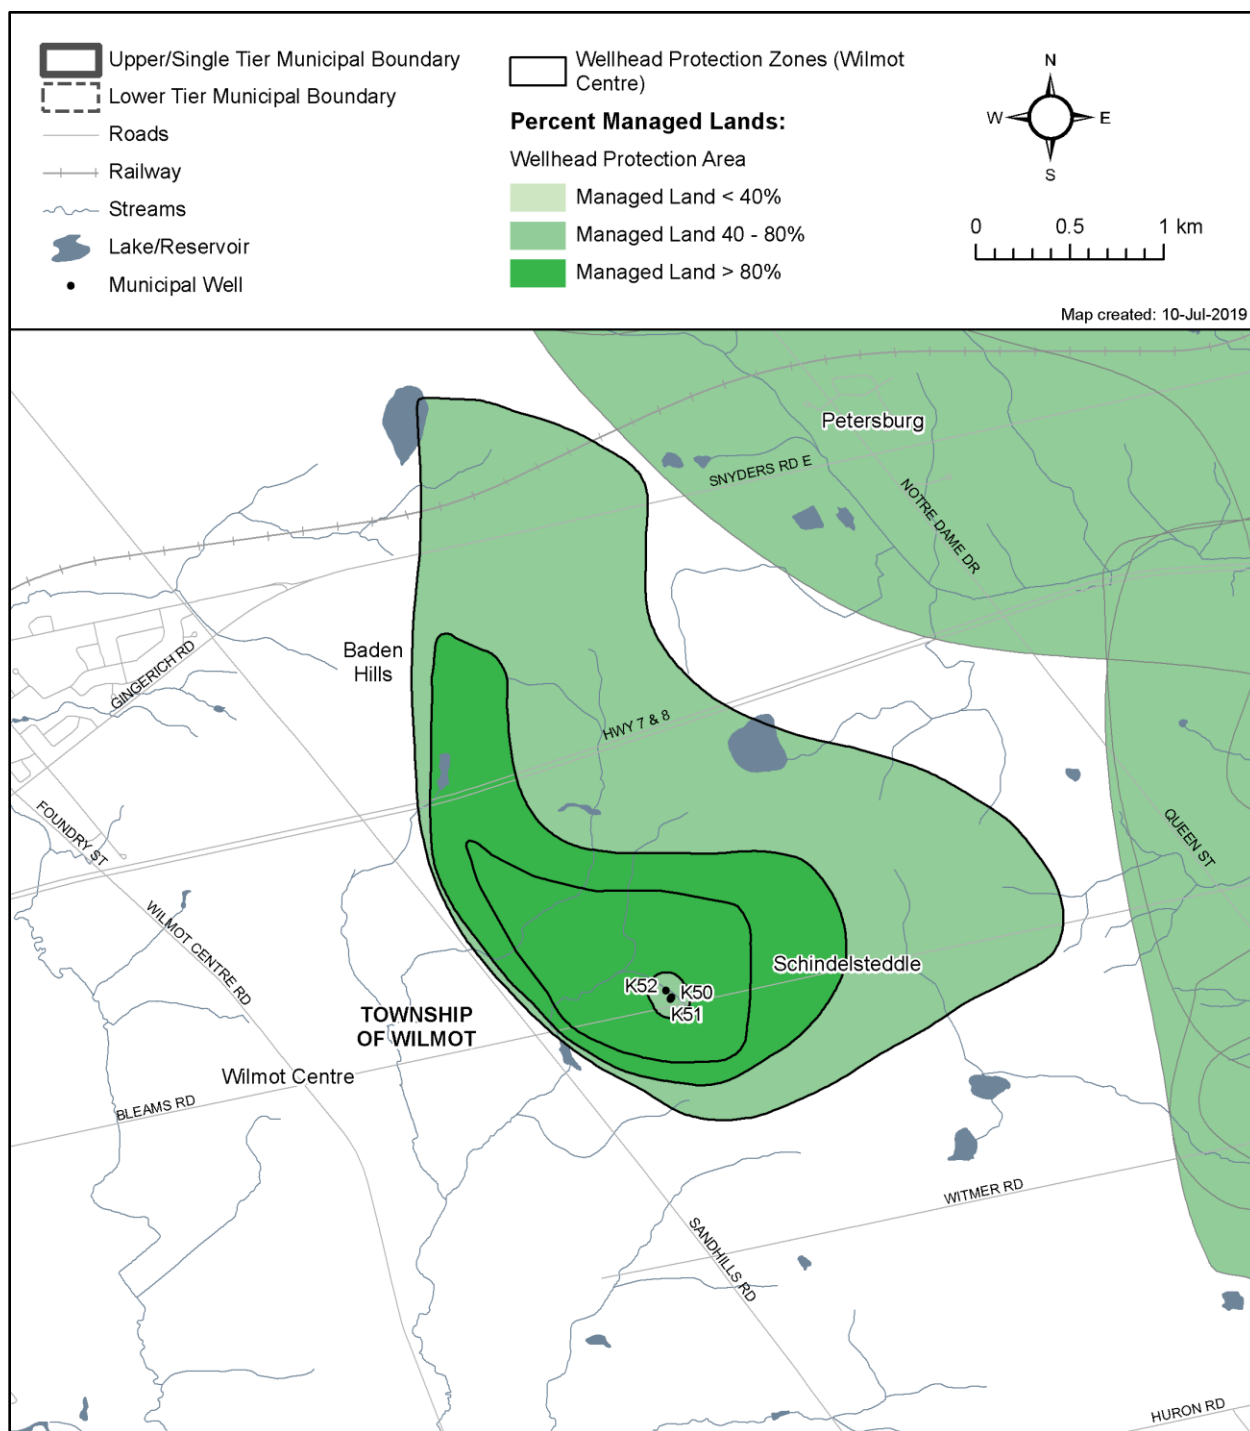 Upper/Single Tier Municipal Boundary
Lower Tier Municipal Boundary
Roads
Railway
Streams
Lake/Reservoir
Municipal Well
Wellhead Protection Zones (Wilmot
Centre)
Percent Managed Lands:
Wellhead Protection Area
Managed Land < 40%
Managed Land 40 - 80%
Managed Land > 80%
N
W E
S
0 0.5 1 km
Map created: 10-Jul-2019
Petersburg
SNYDERS RD E
NOTRE DAME DR
Baden
Hills
GINGERICH RD
HWY 7 & 8
FOUNDRY ST
QUEEN ST
WILMOT CENTRE RD
Schindelsteddle
K52
K50
K51
TOWNSHIP
OF WILMOT
Wilmot Centre
BLEAMS RD
WITMER RD
SANDHILLS RD
HURON RD